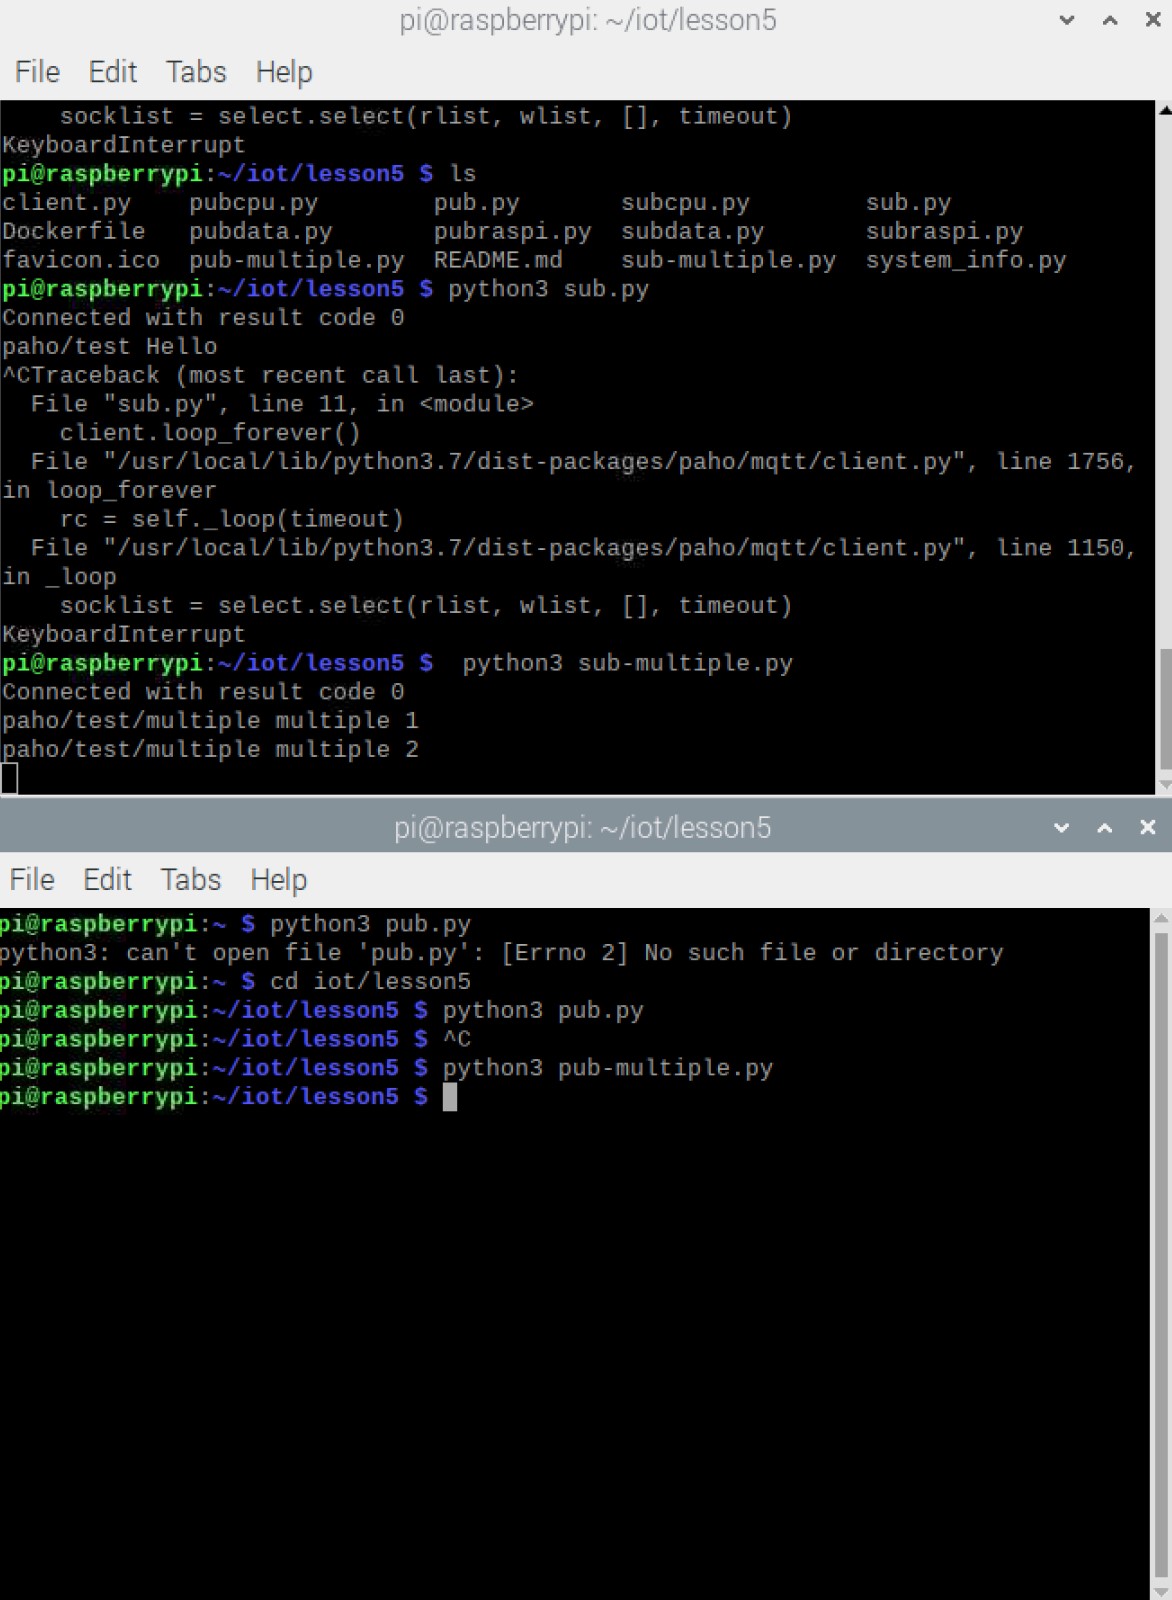 pi@raspberrypi: ~/iot/lesson5
File Edit Tabs Help
    socklist = select.select(rlist, wlist, [], timeout)
KeyboardInterrupt
pi@raspberrypi:~/iot/lesson5 $ ls
client.py    pubcpu.py        pub.py       subcpu.py        sub.py
Dockerfile   pubdata.py       pubraspi.py  subdata.py       subraspi.py
favicon.ico  pub-multiple.py  README.md    sub-multiple.py  system_info.py
pi@raspberrypi:~/iot/lesson5 $ python3 sub.py
Connected with result code 0
paho/test Hello
^CTraceback (most recent call last):
  File "sub.py", line 11, in <module>
    client.loop_forever()
  File "/usr/local/lib/python3.7/dist-packages/paho/mqtt/client.py", line 1756,
in loop_forever
    rc = self._loop(timeout)
  File "/usr/local/lib/python3.7/dist-packages/paho/mqtt/client.py", line 1150,
in _loop
    socklist = select.select(rlist, wlist, [], timeout)
KeyboardInterrupt
pi@raspberrypi:~/iot/lesson5 $  python3 sub-multiple.py
Connected with result code 0
paho/test/multiple multiple 1
paho/test/multiple multiple 2
pi@raspberrypi: ~/iot/lesson5
File Edit Tabs Help
pi@raspberrypi:~ $ python3 pub.py
python3: can't open file 'pub.py': [Errno 2] No such file or directory
pi@raspberrypi:~ $ cd iot/lesson5
pi@raspberrypi:~/iot/lesson5 $ python3 pub.py
pi@raspberrypi:~/iot/lesson5 $ ^C
pi@raspberrypi:~/iot/lesson5 $ python3 pub-multiple.py
pi@raspberrypi:~/iot/lesson5 $